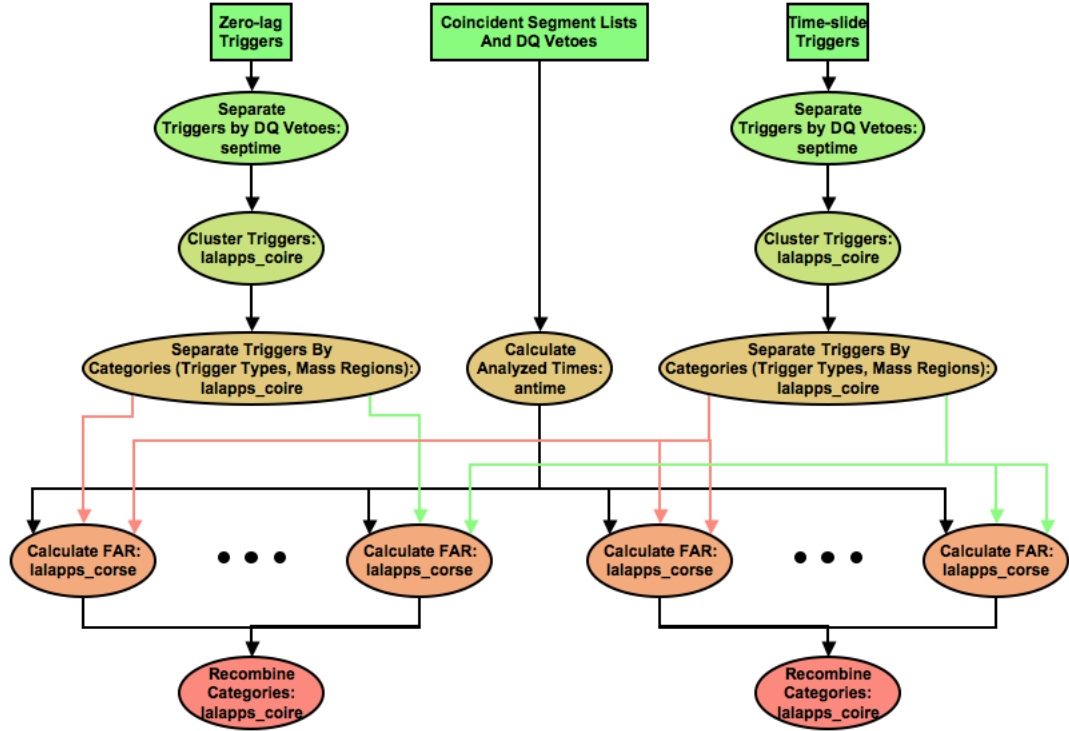 Zero-lag
Triggers
Coincident Segment Lists
And DQ Vetoes
Time-slide
Triggers
Separate
Triggers by DQ Vetoes:
septime
Separate
Triggers by DQ Vetoes:
septime
Cluster Triggers:
lalapps_coire
Cluster Triggers:
lalapps_coire
Separate Triggers By
Categories (Trigger Types, Mass Regions):
lalapps_coire
Calculate
Analyzed Times:
antime
Separate Triggers By
Categories (Trigger Types, Mass Regions):
lalapps_coire
Calculate FAR:
lalapps_corse
Calculate FAR:
lalapps_corse
Calculate FAR:
lalapps_corse
Calculate FAR:
lalapps_corse
Recombine
Categories:
lalapps_coire
Recombine
Categories:
lalapps_coire